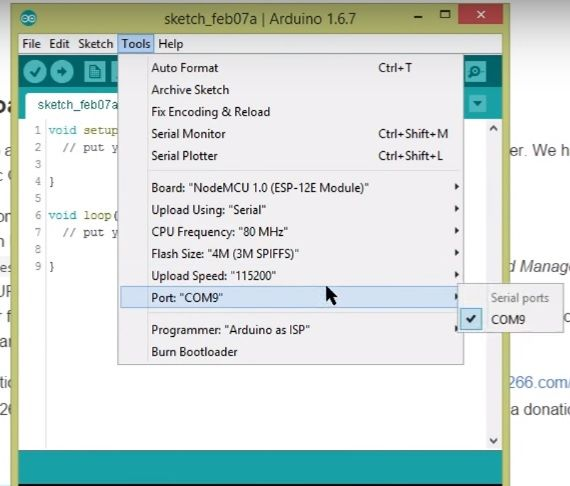 sketch_feb07a | Arduino 1.6.7
File Edit Sketch Tools Help
sketch_feb07a
Auto Format Ctrl+T
Archive Sketch
Fix Encoding & Reload
Serial Monitor Ctrl+Shift+M
Serial Plotter Ctrl+Shift+L
Board: "NodeMCU 1.0 (ESP-12E Module)"
Upload Using: "Serial"
CPU Frequency: "80 MHz"
Flash Size: "4M (3M SPIFFS)"
Upload Speed: "115200"
Port: "COM9"
Programmer: "Arduino as ISP"
Burn Bootloader
Serial ports
COM9
1 void setup
2 // put y
3
4 }
5
6 void loop(
7 // put y
8
9 }
er. We h
d Manag
266.com/
a donati